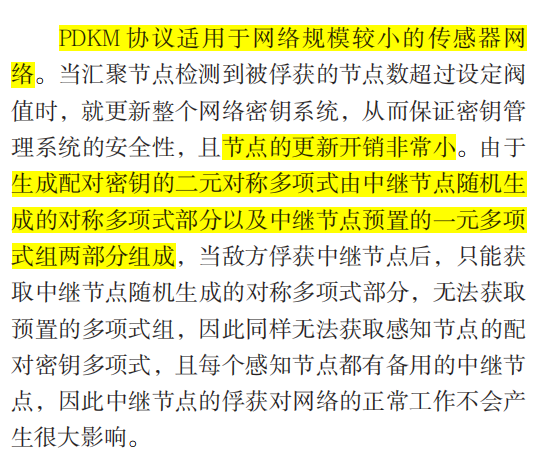 PDKM 协议适用于网络规模较小的传感器网
络。当汇聚节点检测到被俘获的节点数超过设定阀
值时，就更新整个网络密钥系统，从而保证密钥管
理系统的安全性，且节点的更新开销非常小。由于
生成配对密钥的二元对称多项式由中继节点随机生
成的对称多项式部分以及中继节点预置的一元多项
式组两部分组成，当敌方俘获中继节点后，只能获
取中继节点随机生成的对称多项式部分，无法获取
预置的多项式组，因此同样无法获取感知节点的配
对密钥多项式，且每个感知节点都有备用的中继节
点，因此中继节点的俘获对网络的正常工作不会产
生很大影响。